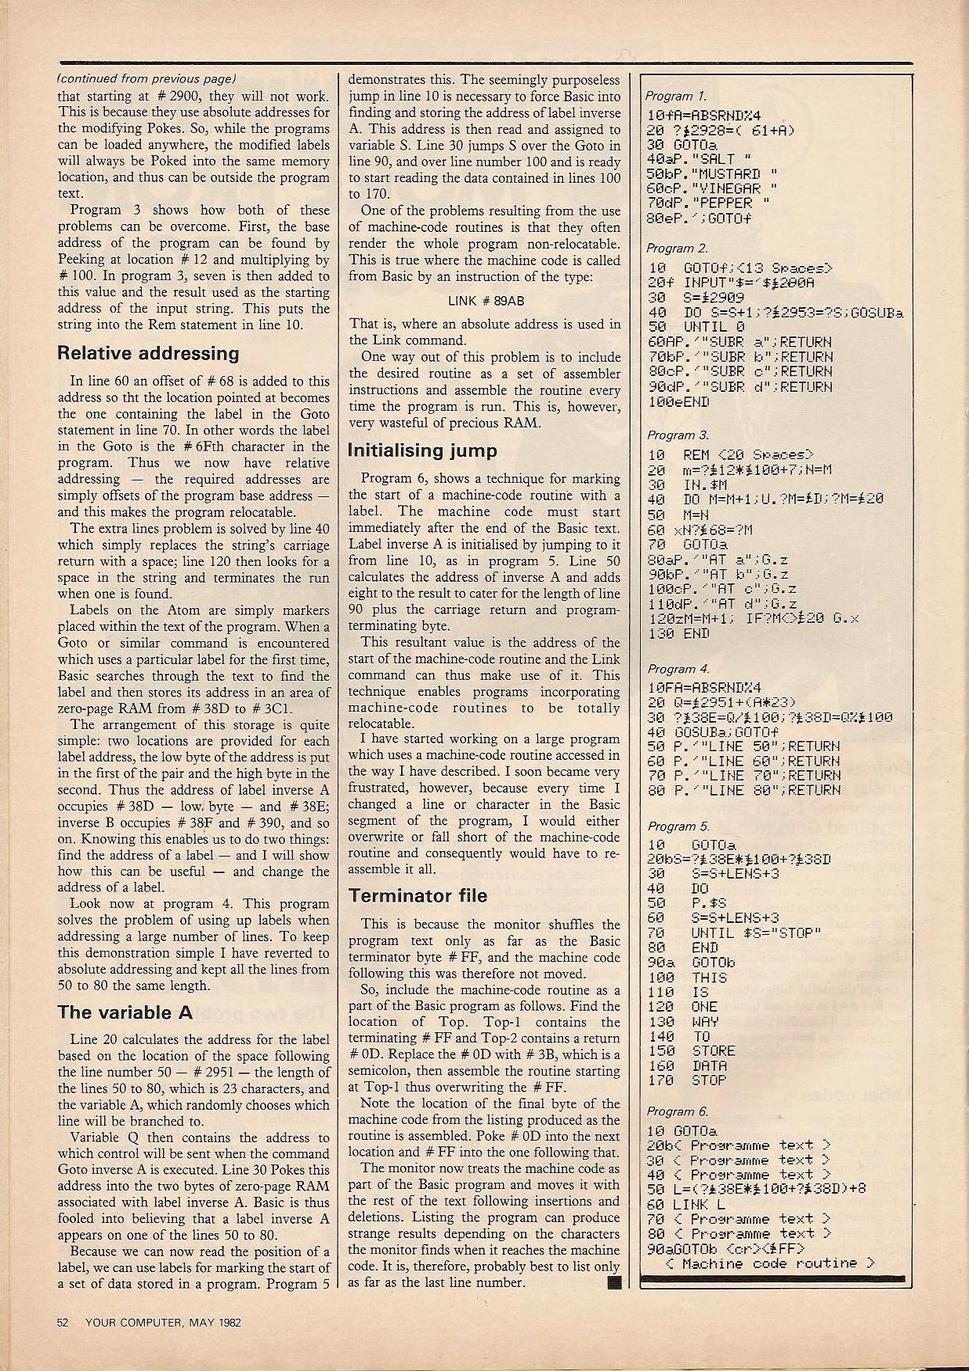 (continued from previous page)
that starting at # 2900, they will not work.
This is because they use absolute addresses for
the modifying Pokes. So, while the programs
can be loaded anywhere, the modified labels
will always be Poked into the same memory
location, and thus can be outside the program
text.
Program 3 shows how both of these
problems can be overcome. First, the base
address of the program can be found by
Peeking at location # 12 and multiplying by
# 100. In program 3, seven is then added to
this value and the result used as the starting
address of the input string. This puts the
string into the Rem statement in line 10.
Relative addressing
In line 60 an offset of # 68 is added to this
address so tht the location pointed at becomes
the one containing the label in the Goto
statement in line 70. In other words the label
in the Goto is the # 6Fth character in the
program. Thus we now have relative
addressing — the required addresses are
simply offsets of the program base address —
and this makes the program relocatable.
The extra lines problem is solved by line 40
which simply replaces the string's carriage
return with a space; line 120 then looks for a
space in the string and terminates the run
when one is found.
Labels on the Atom are simply markers
placed within the text of the program. When a
Goto or similar command is encountered
which uses a particular label for the first time,
Basic searches through the text to find the
label and then stores its address in an area of
zero-page RAM from # 38D to # 3C1.
The arrangement of this storage is quite
simple: two locations are provided for each
label address, the low byte of the address is put
in the first of the pair and the high byte in the
second. Thus the address of label inverse A
occupies # 38D — low byte — and # 38E;
inverse B occupies # 38F and # 390, and so
on. Knowing this enables us to do two things:
find the address of a label — and I will show
how this can be useful — and change the
address of a label.
Look now at program 4. This program
solves the problem of using up labels when
addressing a large number of lines. To keep
this demonstration simple I have reverted to
absolute addressing and kept all the lines from
50 to 80 the same length.
The variable A
Line 20 calculates the address for the label
based on the location of the space following
the line number 50 — # 2951 — the length of
the lines 50 to 80, which is 23 characters, and
the variable A, which randomly chooses which
line will be branched to.
Variable Q then contains the address to
which control will be sent when the command
Goto inverse A is executed. Line 30 Pokes this
address into the two bytes of zero-page RAM
associated with label inverse A. Basic is thus
fooled into believing that a label inverse A
appears on one of the lines 50 to 80.
Because we can now read the position of a
label, we can use labels for marking the start of
a set of data stored in a program. Program 5
demonstrates this. The seemingly purposeless
jump in line 10 is necessary to force Basic into
finding and storing the address of label inverse
A. This address is then read and assigned to
variable S. Line 30 jumps S over the Goto in
line 90, and over line number 100 and is ready
to start reading the data contained in lines 100
to 170.
One of the problems resulting from the use
of machine-code routines is that they often
render the whole program non-relocatable.
This is true where the machine code is called
from Basic by an instruction of the type:
LINK # 89AB
That is, where an absolute address is used in
the Link command.
One way out of this problem is to include
the desired routine as a set of assembler
instructions and assemble the routine every
time the program is run. This is, however,
very wasteful of precious RAM.
Initialising jump
Program 6, shows a technique for marking
the start of a machine-code routine with a
label. The machine code must start
immediately after the end of the Basic text.
Label inverse A is initialised by jumping to it
from line 10, as in program 5. Line 50
calculates the address of inverse A and adds
eight to the result to cater for the length of line
90 plus the carriage return and program-
terminating byte.
This resultant value is the address of the
start of the machine-code routine and the Link
command can thus make use of it. This
technique enables programs incorporating
machine-code routines to be totally
relocatable.
I have started working on a large program
which uses a machine-code routine accessed in
the way I have described. I soon became very
frustrated, however, because every time I
changed a line or character in the Basic
segment of the program, I would either
overwrite or fall short of the machine-code
routine and consequently would have to re-
assemble it all.
Terminator file
This is because the monitor shuffles the
program text only as far as the Basic
terminator byte # FF, and the machine code
following this was therefore not moved.
So, include the machine-code routine as a
part of the Basic program as follows. Find the
location of Top. Top-1 contains the
terminating # FF and Top-2 contains a return
# 0D. Replace the # 0D with # 3B, which is a
semicolon, then assemble the routine starting
at Top-1 thus overwriting the # FF.
Note the location of the final byte of the
machine code from the listing produced as the
routine is assembled. Poke # 0D into the next
location and # FF into the one following that.
The monitor now treats the machine code as
part of the Basic program and moves it with
the rest of the text following insertions and
deletions. Listing the program can produce
strange results depending on the characters
the monitor finds when it reaches the machine
code. It is, therefore, probably best to list only
as far as the last line number.
Program 1.
10fA=ABSRND%4
20 ?£2928=( 61+A)
30 GOTOa
40aP."SALT "
50bP."MUSTARD "
60cP."VINEGAR "
70dP."PEPPER "
80eP.';GOTOf
Program 2.
10 GOTOf;<13 Spaces>
20f INPUT"$='$£200A
30 S=£2909
40 DO S=S+1;?£2953=?S;GOSUBa
50 UNTIL 0
60AP.'"SUBR a";RETURN
70bP.'"SUBR b";RETURN
80cP.'"SUBR c";RETURN
90dP.'"SUBR d";RETURN
100eEND
Program 3.
10 REM <20 Spaces>
20 m=?£12*£100+7;N=M
30 IN.$M
40 DO M=M+1;U.?M=£D;?M=£20
50 M=N
60 xN?£68=?M
70 GOTOa
80aP.'"AT a";G.z
90bP.'"AT b";G.z
100cP.'"AT c";G.z
110dP.'"AT d";G.z
120zM=M+1; IF?M<>£20 G.x
130 END
Program 4.
10FA=ABSRND%4
20 Q=£2951+(A*23)
30 ?£38E=Q/£100;?£38D=Q%£100
40 GOSUBa;GOTOf
50 P.'"LINE 50";RETURN
60 P.'"LINE 60";RETURN
70 P.'"LINE 70";RETURN
80 P.'"LINE 80";RETURN
Program 5.
10 GOTOa
20bS=?£38E*£100+?£38D
30 S=S+LENS+3
40 DO
50 P.$S
60 S=S+LENS+3
70 UNTIL $S="STOP"
80 END
90a GOTOb
100 THIS
110 IS
120 ONE
130 WAY
140 TO
150 STORE
160 DATA
170 STOP
Program 6.
10 GOTOa
20b< Programme text >
30 < Programme text >
40 < Programme text >
50 L=(?£38E*£100+?£38D)+8
60 LINK L
70 < Programme text >
80 < Programme text >
90aGOTOb <cr><£FF>
< Machine code routine >
52 YOUR COMPUTER, MAY 1982